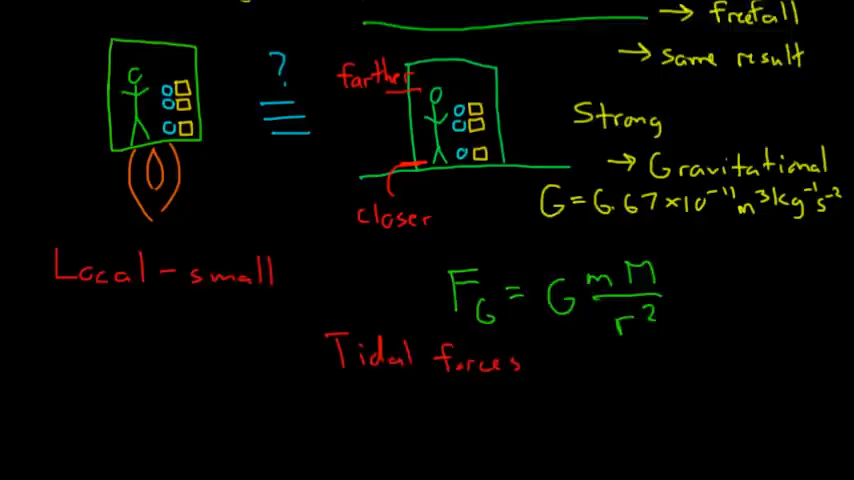 → freefall
→ same result
?
farther
Strong
→ Gravitational
G = 6.67×10⁻¹¹ m³kg⁻¹s⁻²
closer
Local - small
F_G = G mM/r²
Tidal forces